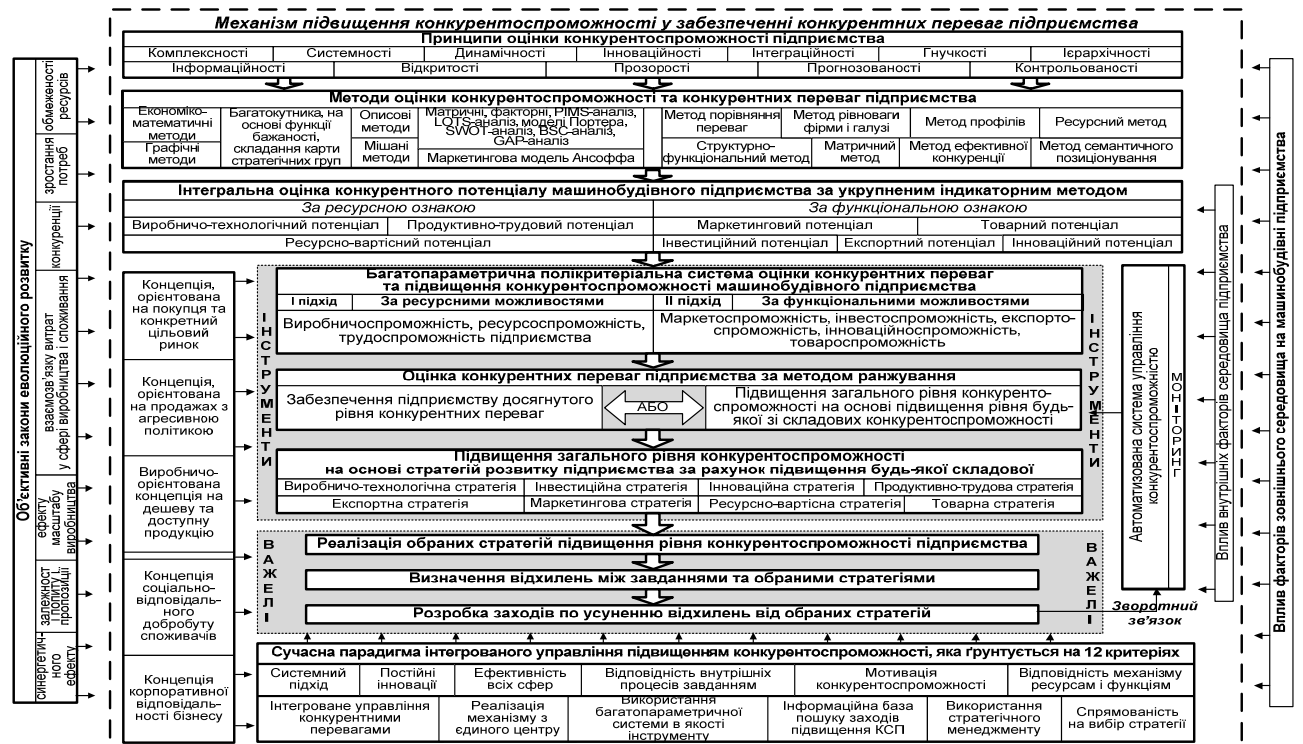 Механізм підвищення конкурентоспроможності у забезпеченні конкурентних переваг підприємства
Принципи оцінки конкурентоспроможності підприємства
Комплексності Системності Динамічності Інноваційності Інтеграційності Гнучкості Ієрархічності
Інформаційності Відкритості Прозорості Прогнозованості Контрольованості
Методи оцінки конкурентоспроможності та конкурентних переваг підприємства
Економіко-
математичні
методи
Графічні
методи
Багатокутника, на
основі функції
бажаності,
складання карти
стратегічних груп
Описові
методи
Мішані
методи
Матричні, факторні, PIMS-аналіз,
LOTS-аналіз, моделі Портера,
SWOT-аналіз, BSC-аналіз,
GAP-аналіз
Маркетингова модель Ансоффа
Метод порівняння
переваг
Метод рівноваги
фірми і галузі
Метод профілів
Ресурсний метод
Структурно-
функціональний метод
Матричний
метод
Метод ефективної
конкуренції
Метод семантичного
позиціонування
Інтегральна оцінка конкурентного потенціалу машинобудівного підприємства за укрупненим індикаторним методом
За ресурсною ознакою За функціональною ознакою
Виробничо-технологічний потенціал Продуктивно-трудовий потенціал Маркетинговий потенціал Товарний потенціал
Ресурсно-вартісний потенціал Інвестиційний потенціал Експортний потенціал Інноваційний потенціал
Багатопараметрична полікритеріальна система оцінки конкурентних переваг
та підвищення конкурентоспроможності машинобудівного підприємства
І підхід За ресурсними можливостями ІІ підхід За функціональними можливостями
Виробничоспроможність, ресурсоспроможність,
трудоспроможність підприємства
Маркетоспроможність, інвестоспроможність, експорто-
спроможність, інноваційноспроможність,
товароспроможність
Оцінка конкурентних переваг підприємства за методом ранжування
Забезпечення підприємству досягнутого
рівня конкурентних переваг
АБО
Підвищення загального рівня конкуренто-
спроможності на основі підвищення рівня будь-
якої зі складових конкурентоспроможності
Підвищення загального рівня конкурентоспроможності
на основі стратегій розвитку підприємства за рахунок підвищення будь-якої складової
Виробничо-технологічна стратегія Інвестиційна стратегія Інноваційна стратегія Продуктивно-трудова стратегія
Експортна стратегія Маркетингова стратегія Ресурсно-вартісна стратегія Товарна стратегія
ІНСТРУМЕНТИ
ІНСТРУМЕНТИ
Реалізація обраних стратегій підвищення рівня конкурентоспроможності підприємства
Визначення відхилень між завданнями та обраними стратегіями
Розробка заходів по усуненню відхилень від обраних стратегій
ВАЖЕЛІ
ВАЖЕЛІ
Зворотний
зв'язок
Сучасна парадигма інтегрованого управління підвищенням конкурентоспроможності, яка ґрунтується на 12 критеріях
Системний
підхід
Постійні
інновації
Ефективність
всіх сфер
Відповідність внутрішніх
процесів завданням
Мотивація
конкурентоспроможності
Відповідність механізму
ресурсам і функціям
Інтегроване управління
конкурентними
перевагами
Реалізація
механізму з
єдиного центру
Використання
багатопараметричної
системи в якості
інструменту
Інформаційна база
пошуку заходів
підвищення КСП
Використання
стратегічного
менеджменту
Спрямованість
на вибір стратегії
Концепція,
орієнтована
на покупця та
конкретний
цільовий
ринок
Концепція,
орієнтована
на продажах з
агресивною
політикою
Виробничо-
орієнтована
концепція на
дешеву та
доступну
продукцію
Концепція
соціально-
відповідального
добробуту
споживачів
Концепція
корпоративної
відповідаль-
ності бізнесу
Об'єктивні закони еволюційного розвитку
обмеженості
ресурсів
зростання
потреб
конкуренції
взаємозв'язку витрат
у сфері виробництва і споживання
ефекту
масштабу
виробництва
залежност
і попиту і
пропозиції
синергетич-
ного
ефекту
Автоматизована система управління
конкурентоспроможністю
МОНІТОРИНГ
Вплив внутрішніх факторів середовища підприємства
Вплив факторів зовнішнього середовища на машинобудівні підприємства